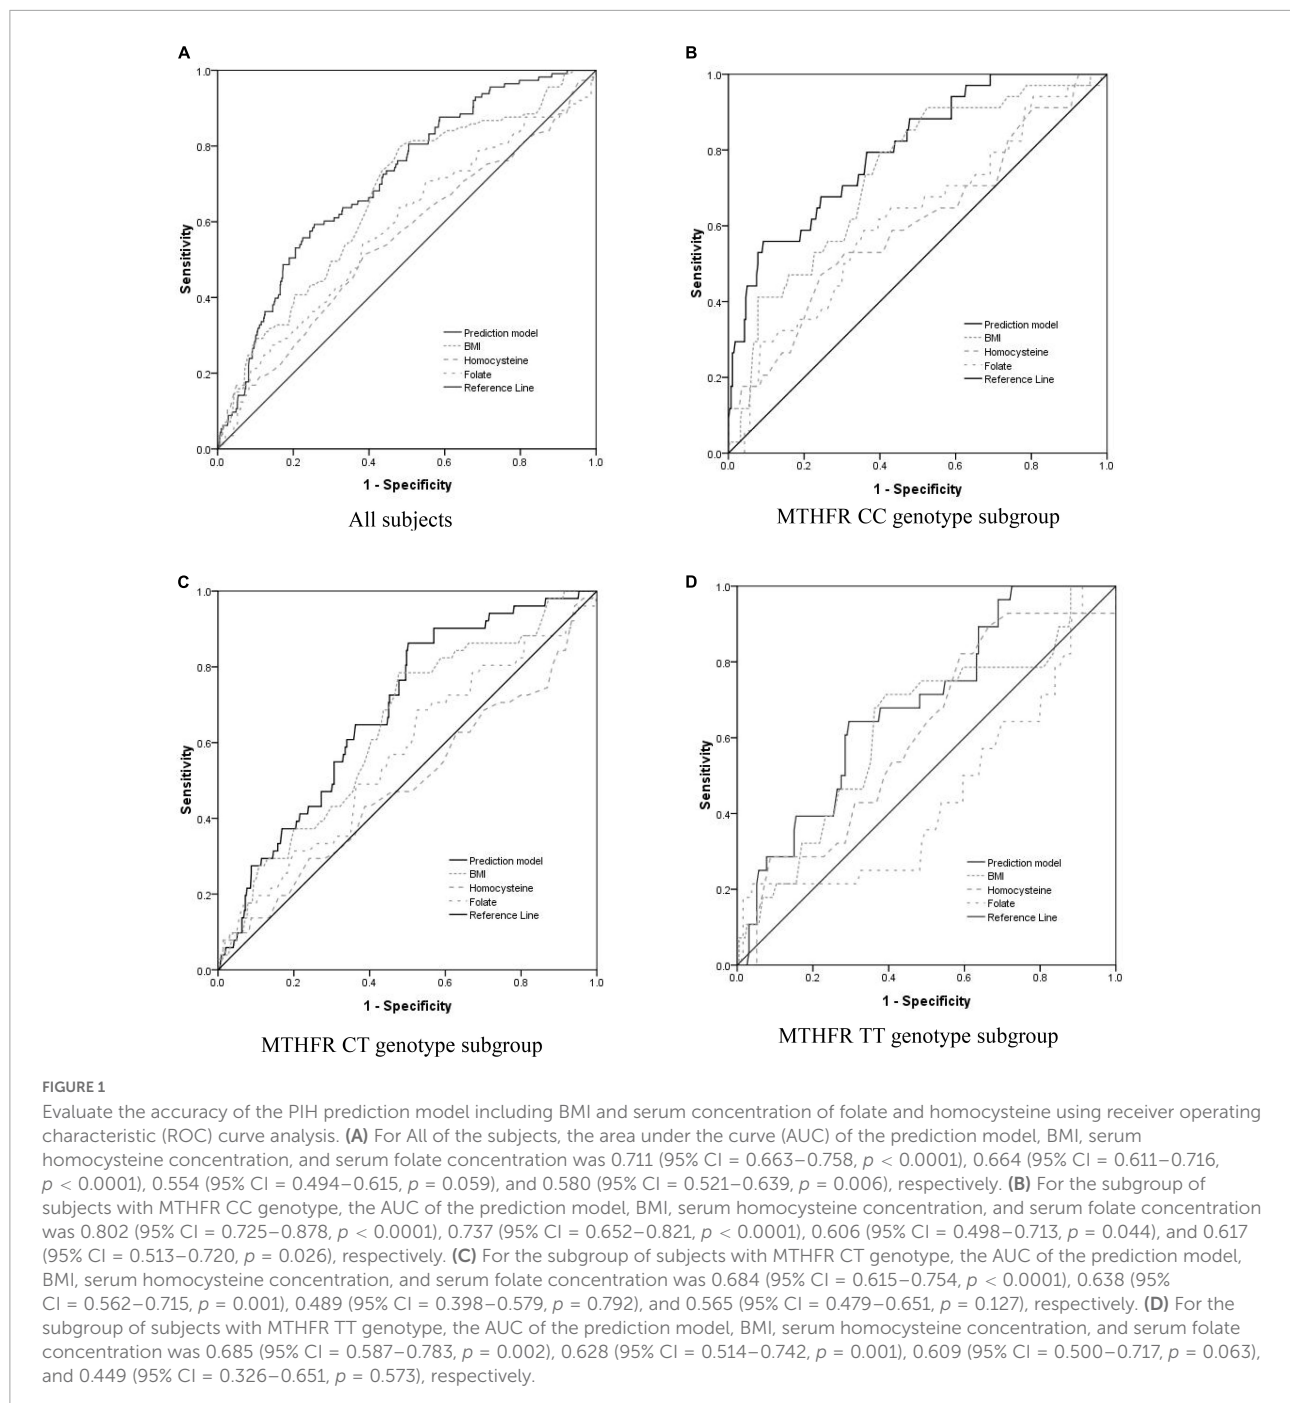 A
1.0
0.8
0.6
0.4
0.2
0.0
Sensitivity
0.0 0.2 0.4 0.6 0.8 1.0
1 - Specificity
Prediction model
BMI
Homocysteine
Folate
Reference Line
All subjects
B
1.0
0.8
0.6
0.4
0.2
0.0
Sensitivity
0.0 0.2 0.4 0.6 0.8 1.0
1 - Specificity
Prediction model
BMI
Homocysteine
Folate
Reference Line
MTHFR CC genotype subgroup
C
1.0
0.8
0.6
0.4
0.2
0.0
Sensitivity
0.0 0.2 0.4 0.6 0.8 1.0
1 - Specificity
Prediction model
BMI
Homocysteine
Folate
Reference Line
MTHFR CT genotype subgroup
D
1.0
0.8
0.6
0.4
0.2
0.0
Sensitivity
0.0 0.2 0.4 0.6 0.8 1.0
1 - Specificity
Prediction model
BMI
Homocysteine
Folate
Reference Line
MTHFR TT genotype subgroup
FIGURE 1
Evaluate the accuracy of the PIH prediction model including BMI and serum concentration of folate and homocysteine using receiver operating
characteristic (ROC) curve analysis. (A) For All of the subjects, the area under the curve (AUC) of the prediction model, BMI, serum
homocysteine concentration, and serum folate concentration was 0.711 (95% CI = 0.663–0.758, p < 0.0001), 0.664 (95% CI = 0.611–0.716,
p < 0.0001), 0.554 (95% CI = 0.494–0.615, p = 0.059), and 0.580 (95% CI = 0.521–0.639, p = 0.006), respectively. (B) For the subgroup of
subjects with MTHFR CC genotype, the AUC of the prediction model, BMI, serum homocysteine concentration, and serum folate concentration
was 0.802 (95% CI = 0.725–0.878, p < 0.0001), 0.737 (95% CI = 0.652–0.821, p < 0.0001), 0.606 (95% CI = 0.498–0.713, p = 0.044), and 0.617
(95% CI = 0.513–0.720, p = 0.026), respectively. (C) For the subgroup of subjects with MTHFR CT genotype, the AUC of the prediction model,
BMI, serum homocysteine concentration, and serum folate concentration was 0.684 (95% CI = 0.615–0.754, p < 0.0001), 0.638 (95%
CI = 0.562–0.715, p = 0.001), 0.489 (95% CI = 0.398–0.579, p = 0.792), and 0.565 (95% CI = 0.479–0.651, p = 0.127), respectively. (D) For the
subgroup of subjects with MTHFR TT genotype, the AUC of the prediction model, BMI, serum homocysteine concentration, and serum folate
concentration was 0.685 (95% CI = 0.587–0.783, p = 0.002), 0.628 (95% CI = 0.514–0.742, p = 0.001), 0.609 (95% CI = 0.500–0.717, p = 0.063),
and 0.449 (95% CI = 0.326–0.651, p = 0.573), respectively.